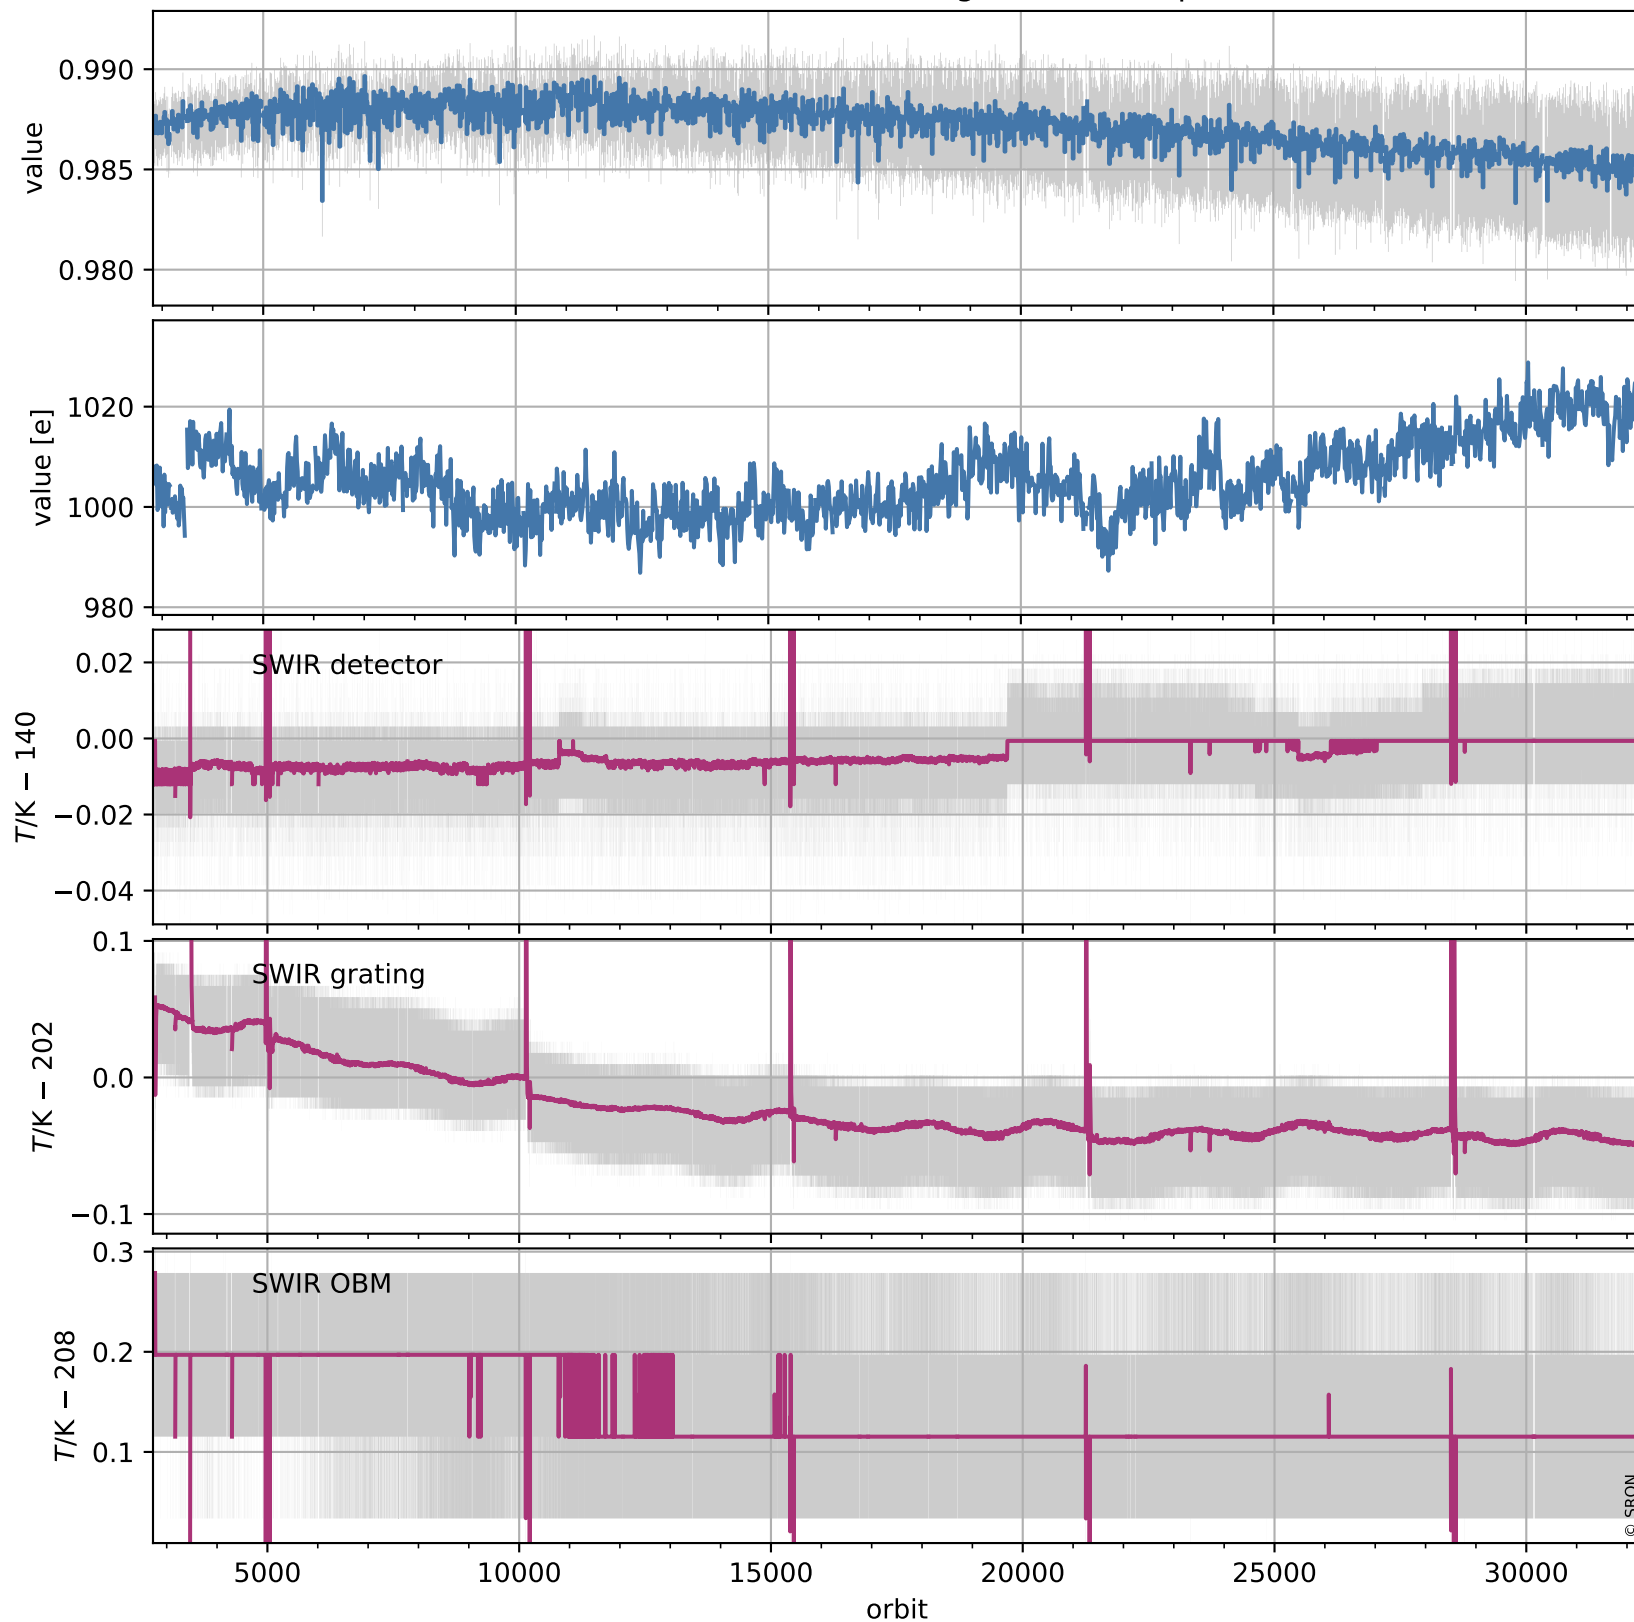 0.990
0.985
0.980
value
1020
1000
980
value [e]
SWIR detector
0.02
0.00
−0.02
−0.04
T/K − 140
SWIR grating
0.1
0.0
−0.1
T/K − 202
SWIR OBM
0.3
0.2
0.1
T/K − 208
5000 10000 15000 20000 25000 30000
orbit
© SRON